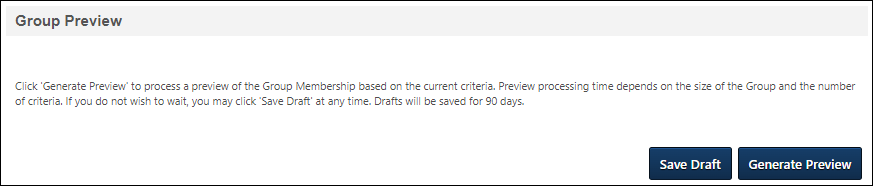 Group Preview
Click 'Generate Preview' to process a preview of the Group Membership based on the current criteria. Preview processing time depends on the size of the Group and the number
of criteria. If you do not wish to wait, you may click 'Save Draft' at any time. Drafts will be saved for 90 days.
Save Draft Generate Preview